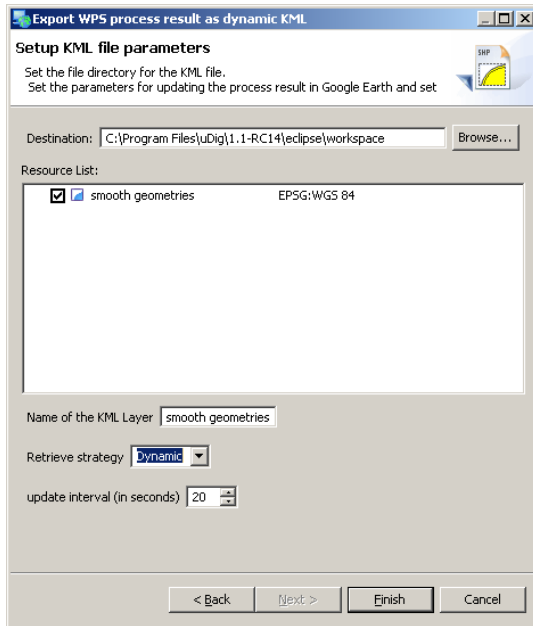 Export WPS process result as dynamic KML
Setup KML file parameters
Set the file directory for the KML file.
Set the parameters for updating the process result in Google Earth and set
SHP
Destination: C:\Program Files\uDig\1.1-RC14\eclipse\workspace Browse...
Resource List:
smooth geometries EPSG:WGS 84
Name of the KML Layer smooth geometries
Retrieve strategy Dynamic
update interval (in seconds) 20
< Back Next > Finish Cancel